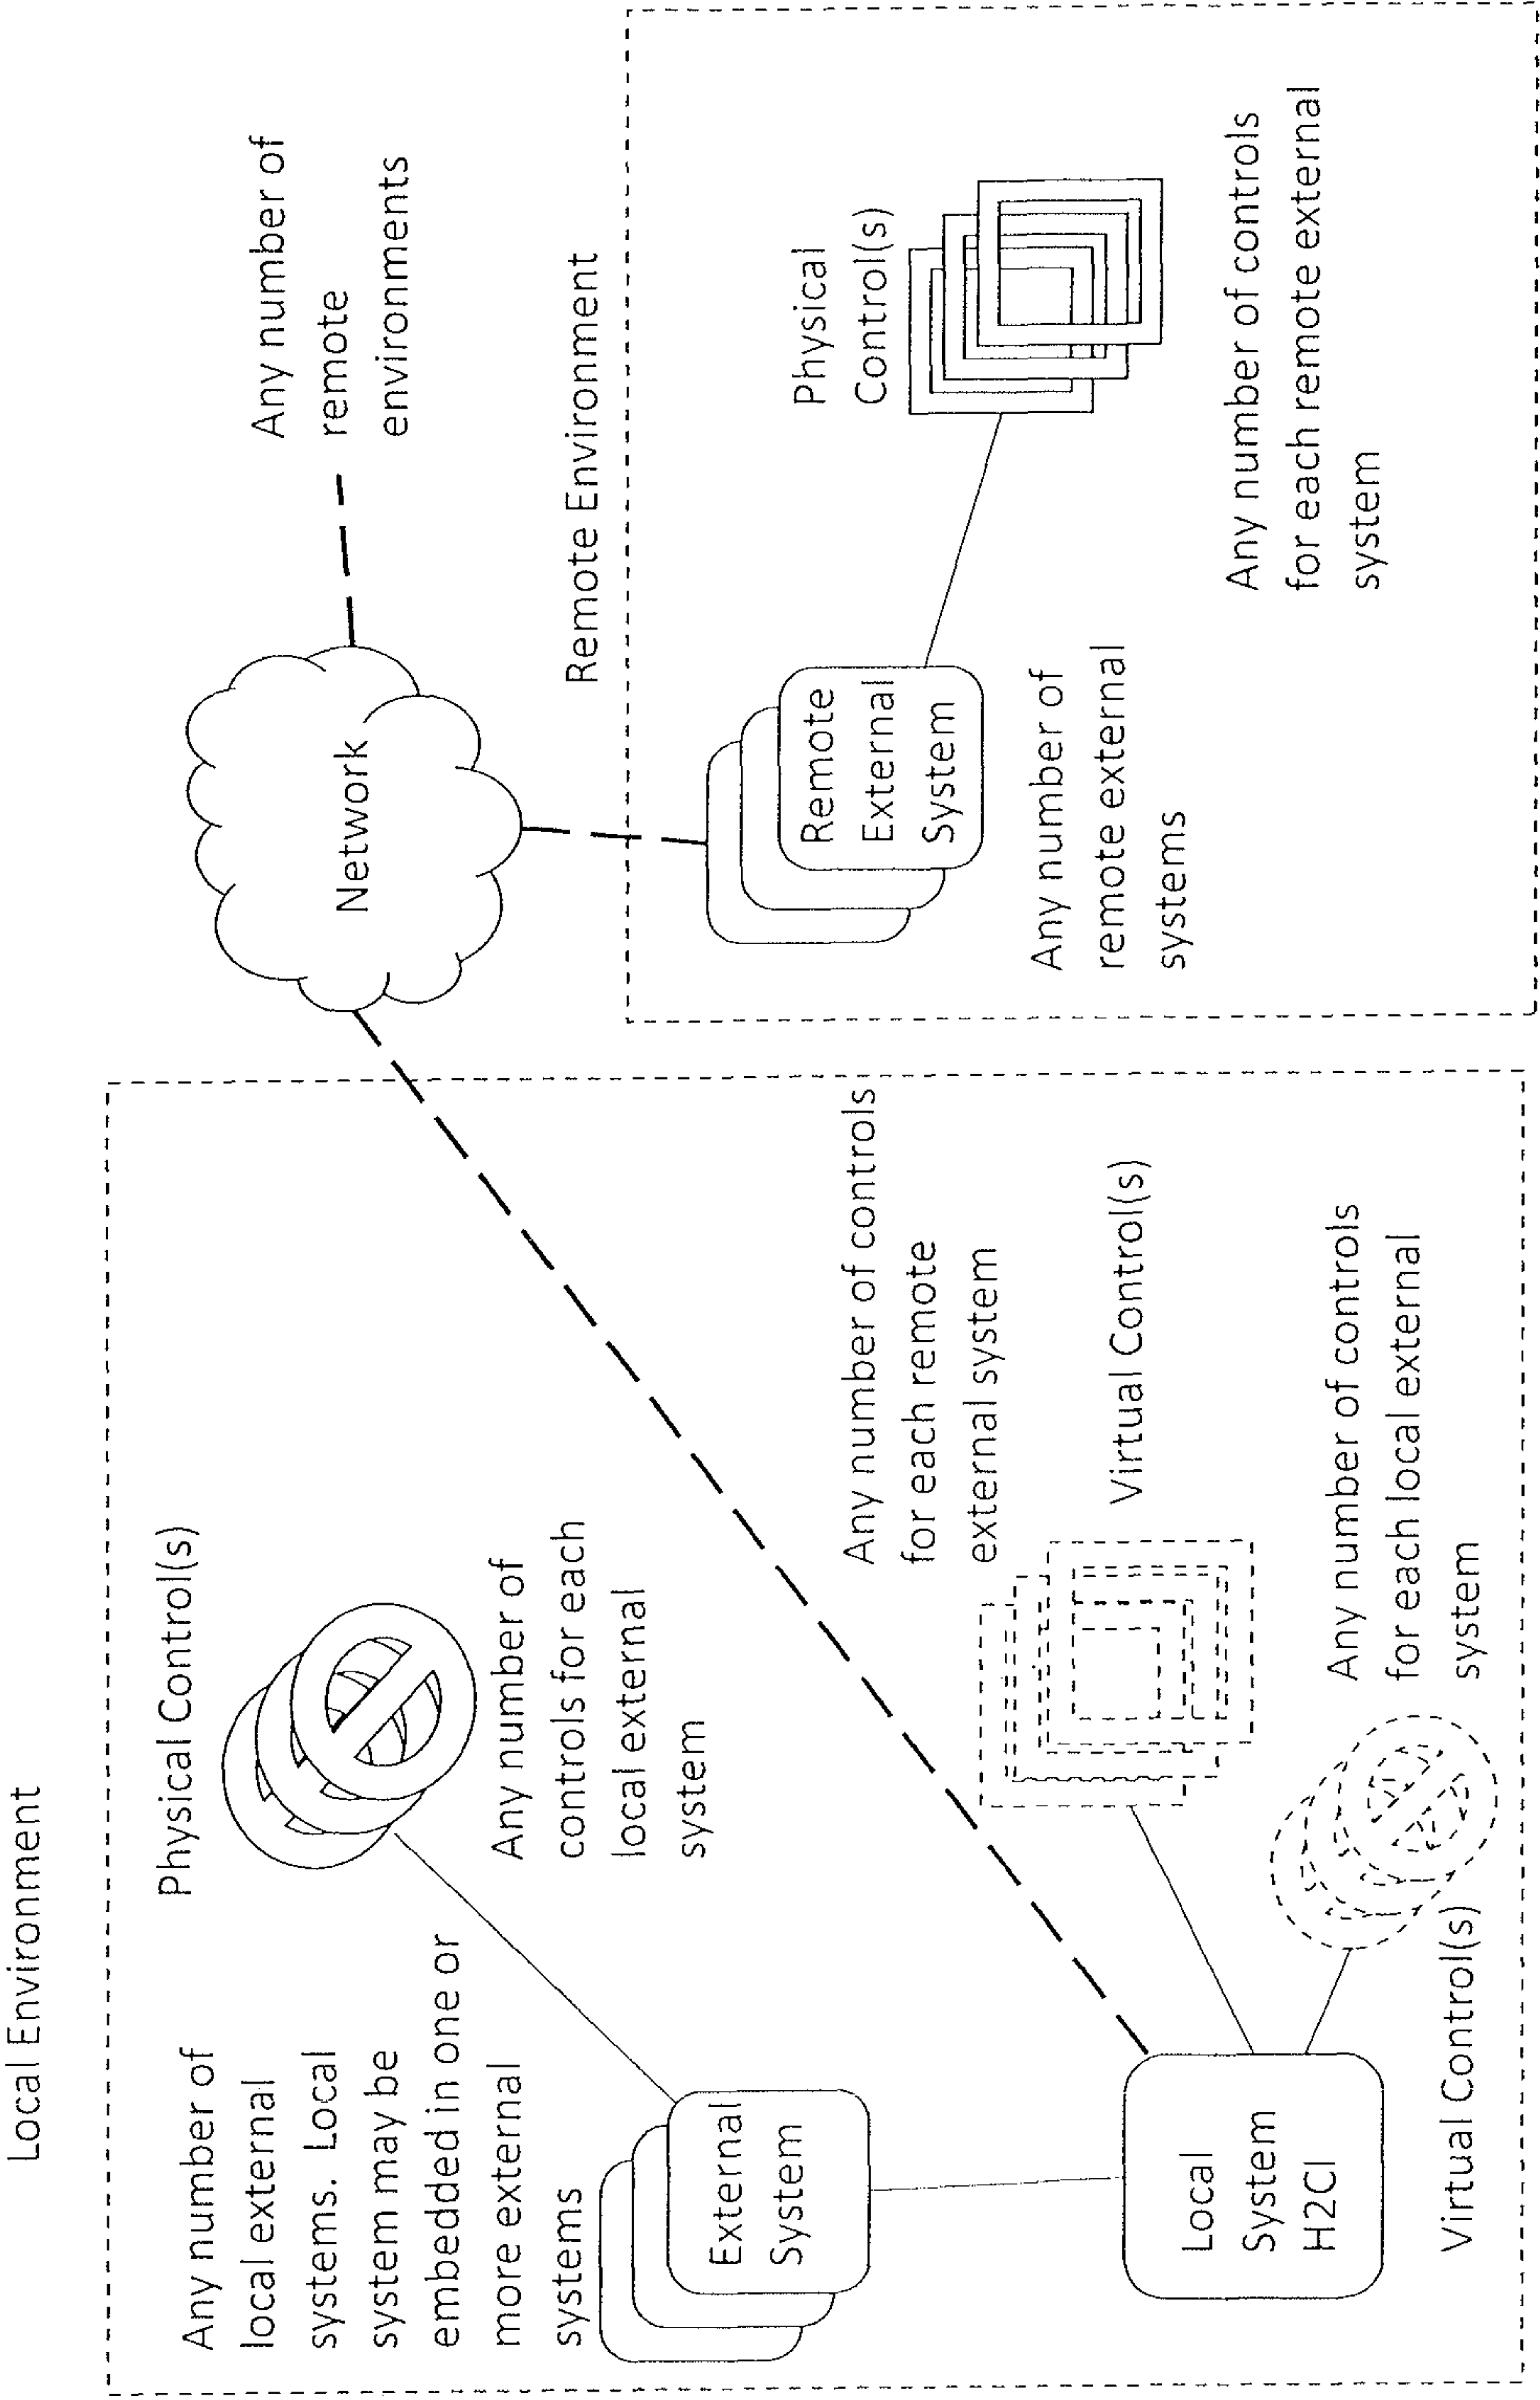 Local Environment
Any number of
local external
systems. Local
system may be
embedded in one or
more external
systems
Physical Control(s)
Any number of
controls for each
local external
system
External
System
Local
System
H2CI
Any number of controls
for each remote
external system
Virtual Control(s)
Any number of controls
for each local external
system
Virtual Control(s)
Network
Any number of
remote
environments
Remote Environment
Remote
External
System
Any number of
remote external
systems
Physical
Control(s)
Any number of controls
for each remote external
system